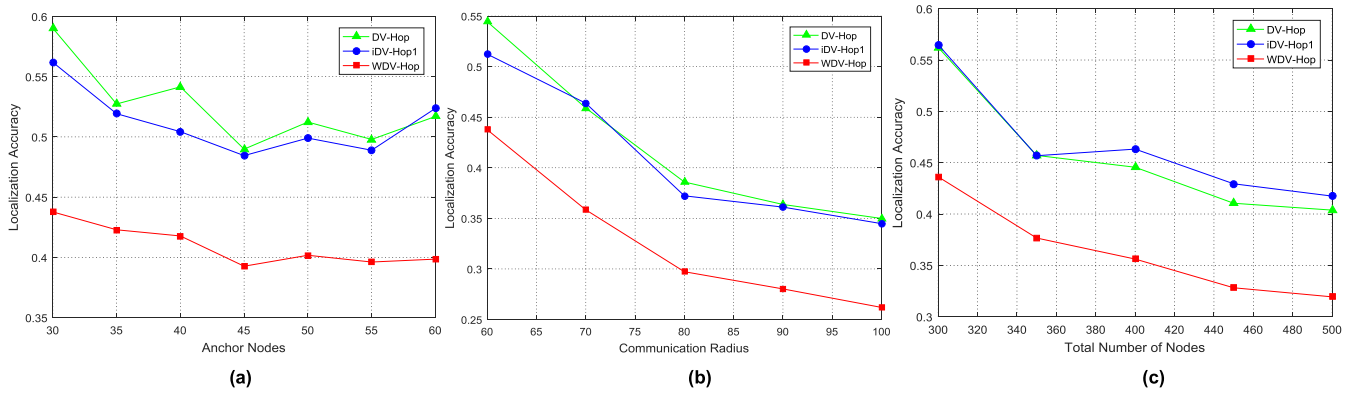 0.6
0.55
0.5
0.45
0.4
0.35
30 35 40 45 50 55 60
Localization Accuracy
Anchor Nodes
DV-Hop
iDV-Hop1
WDV-Hop
(a)
0.55
0.5
0.45
0.4
0.35
0.3
0.25
60 65 70 75 80 85 90 95 100
Localization Accuracy
Communication Radius
DV-Hop
iDV-Hop1
WDV-Hop
(b)
0.6
0.55
0.5
0.45
0.4
0.35
0.3
300 320 340 360 380 400 420 440 460 480 500
Localization Accuracy
Total Number of Nodes
DV-Hop
iDV-Hop1
WDV-Hop
(c)